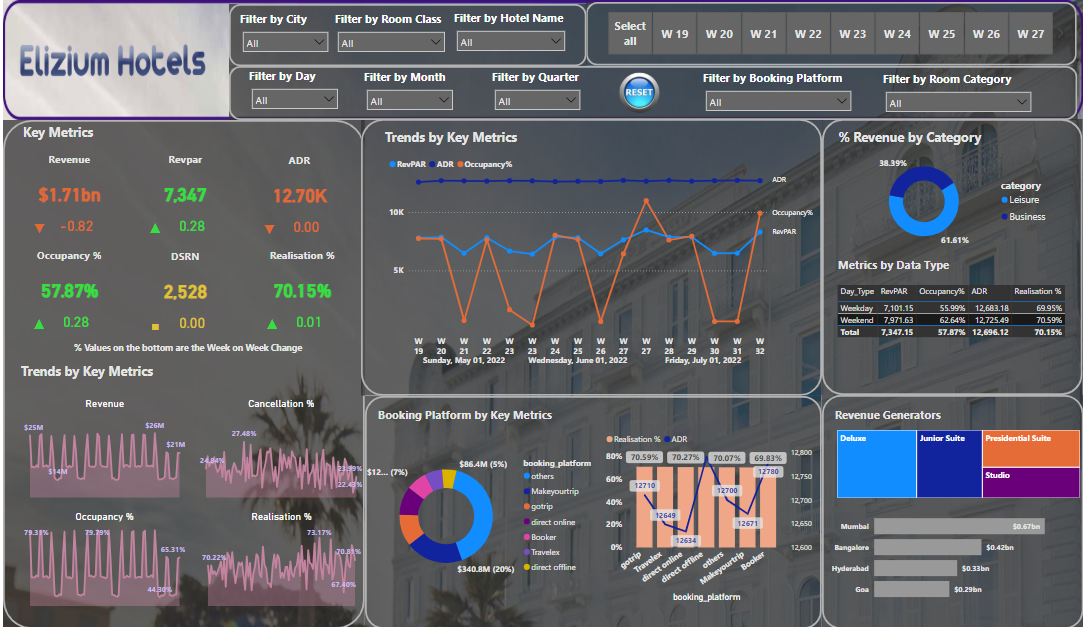 Elizium Hotels
Filter by City
Filter by Room Class
Filter by Hotel Name
All
All
All
Select all
W 19
W 20
W 21
W 22
W 23
W 24
W 25
W 26
W 27
Filter by Day
Filter by Month
Filter by Quarter
RESET
Filter by Booking Platform
Filter by Room Category
All
All
All
All
All
Key Metrics
Revenue
Revpar
ADR
$1.71bn
7,347
12.70K
-0.82
0.28
0.00
Occupancy %
DSRN
Realisation %
57.87%
2,528
70.15%
0.28
0.00
0.01
% Values on the bottom are the Week on Week Change
Trends by Key Metrics
Revenue
$25M
$14M
$26M
$21M
Cancellation %
24.84%
27.48%
23.99%
22.43%
Occupancy %
79.31%
79.79%
65.31%
44.30%
Realisation %
70.22%
73.17%
70.81%
67.40%
Trends by Key Metrics
RevPAR ADR Occupancy%
10K
5K
ADR
Occupancy%
RevPAR
W 19
W 20
W 21
W 22
W 23
W 23
W 24
W 25
W 26
W 27
W 27
W 28
W 29
W 30
W 31
W 32
Sunday, May 01, 2022
Wednesday, June 01, 2022
Friday, July 01, 2022
% Revenue by Category
38.39%
61.61%
category
Leisure
Business
Metrics by Data Type
Day_Type RevPAR Occupancy% ADR Realisation %
Weekday 7,101.15 55.99% 12,683.18 69.95%
Weekend 7,971.63 62.64% 12,725.49 70.59%
Total 7,347.15 57.87% 12,696.12 70.15%
Booking Platform by Key Metrics
$12... (7%)
$86.4M (5%)
$340.8M (20%)
booking_platform
others
Makeyourtrip
gotrip
direct online
Booker
Travelex
direct offline
Realisation % ADR
80%
60%
40%
20%
0%
70.59%
70.27%
70.07%
69.83%
12710
12649
12634
12700
12671
12780
12,800
12,750
12,700
12,650
12,600
gotrip
Travelex
direct online
direct offline
others
Makeyourtrip
Booker
booking_platform
Revenue Generators
Deluxe
Junior Suite
Presidential Suite
Studio
Mumbai $0.67bn
Bangalore $0.42bn
Hyderabad $0.33bn
Goa $0.29bn